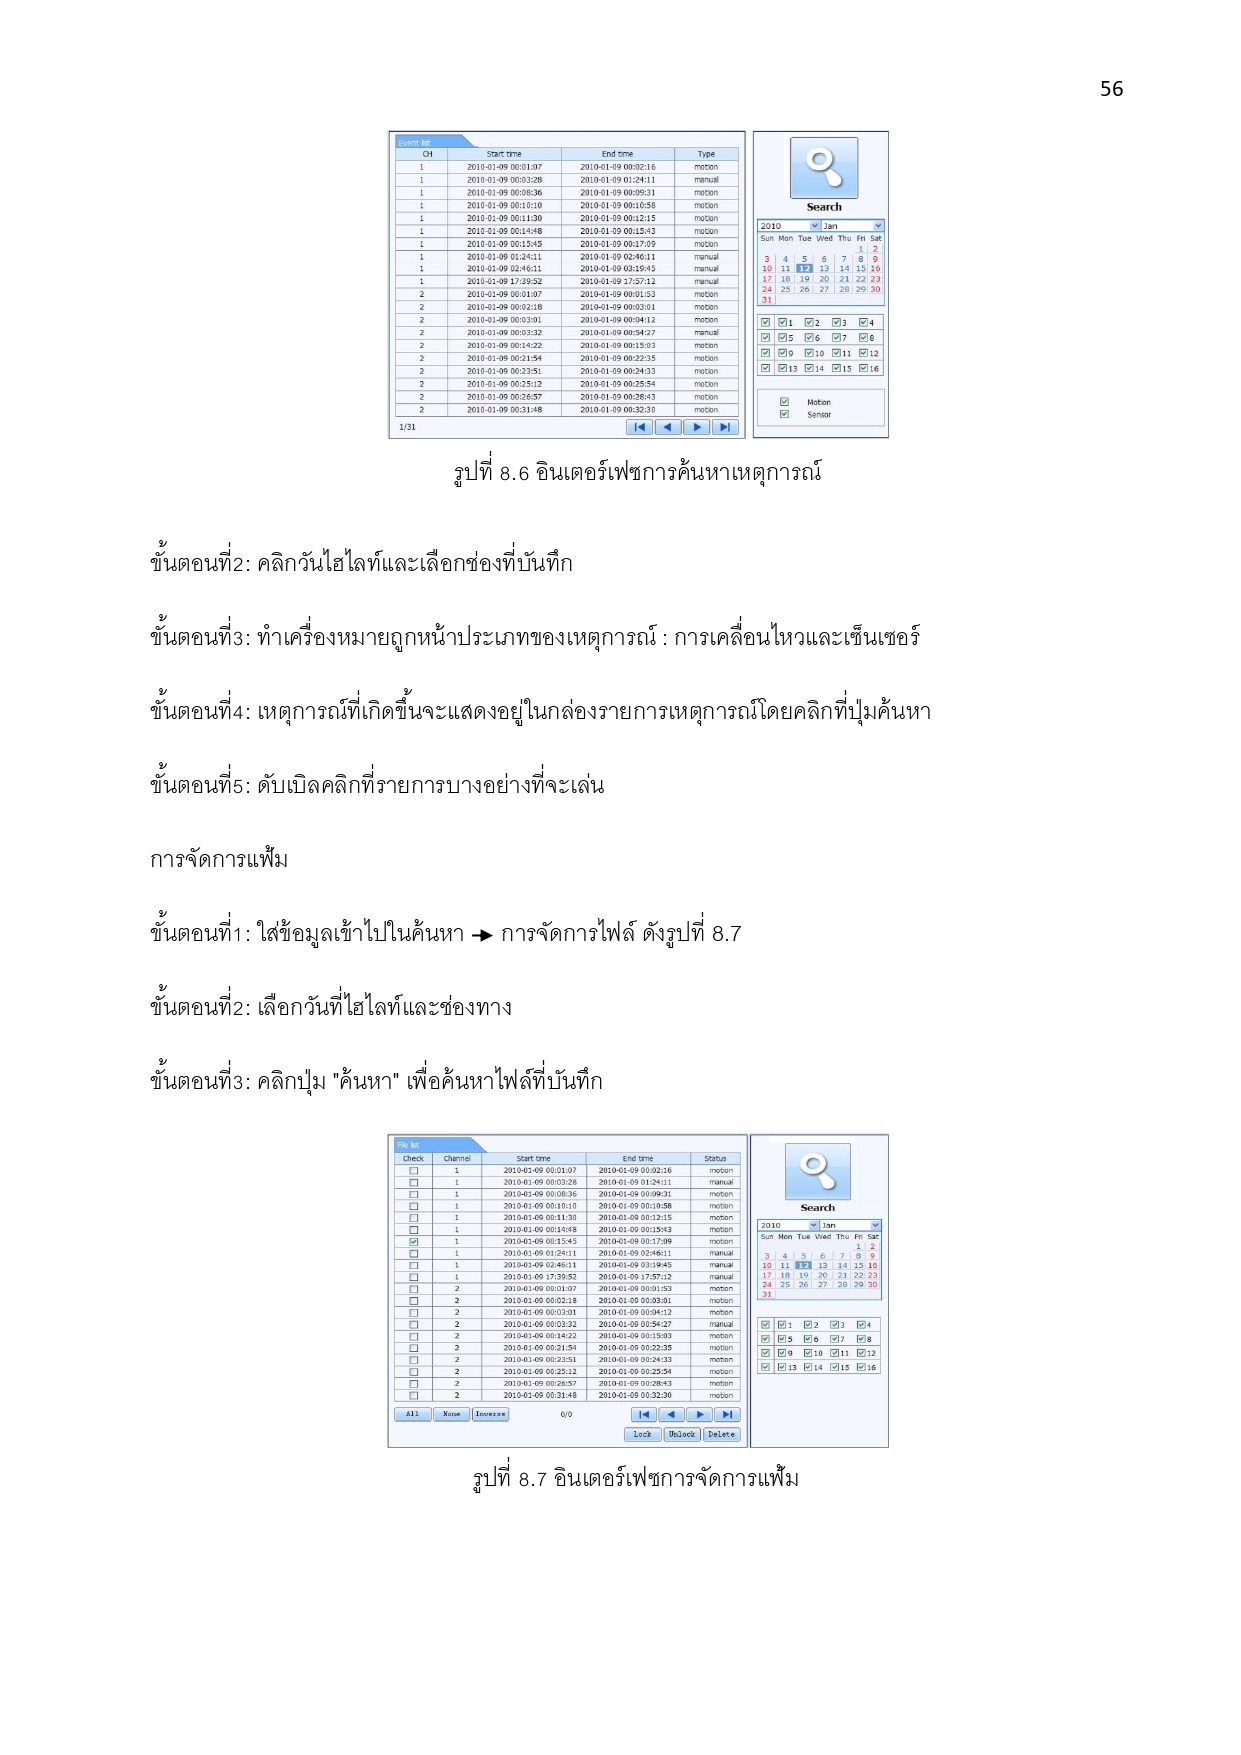 56
Event list
CH Start time End time Type
1 2010-01-09 00:01:07 2010-01-09 00:02:16 motion
1 2010-01-09 00:03:28 2010-01-09 01:24:11 manual
1 2010-01-09 00:08:36 2010-01-09 00:09:31 motion
1 2010-01-09 00:10:10 2010-01-09 00:10:58 motion
1 2010-01-09 00:11:30 2010-01-09 00:12:15 motion
1 2010-01-09 00:14:48 2010-01-09 00:15:43 motion
1 2010-01-09 00:15:45 2010-01-09 00:17:09 motion
1 2010-01-09 01:24:11 2010-01-09 02:46:11 manual
1 2010-01-09 02:46:11 2010-01-09 03:19:45 manual
1 2010-01-09 17:39:52 2010-01-09 17:57:12 manual
2 2010-01-09 00:01:07 2010-01-09 00:01:53 motion
2 2010-01-09 00:02:18 2010-01-09 00:03:01 motion
2 2010-01-09 00:03:01 2010-01-09 00:04:12 motion
2 2010-01-09 00:03:32 2010-01-09 00:54:27 manual
2 2010-01-09 00:14:22 2010-01-09 00:15:03 motion
2 2010-01-09 00:21:54 2010-01-09 00:22:35 motion
2 2010-01-09 00:23:51 2010-01-09 00:24:33 motion
2 2010-01-09 00:25:12 2010-01-09 00:25:54 motion
2 2010-01-09 00:26:57 2010-01-09 00:28:43 motion
2 2010-01-09 00:31:48 2010-01-09 00:32:30 motion
1/31
Search
2010 Jan
Sun Mon Tue Wed Thu Fri Sat
1 2
3 4 5 6 7 8 9
10 11 12 13 14 15 16
17 18 19 20 21 22 23
24 25 26 27 28 29 30
31
1 2 3 4
5 6 7 8
9 10 11 12
13 14 15 16
Motion
Sensor
รูปที่ 8.6 อินเตอร์เฟซการค้นหาเหตุการณ์
ขั้นตอนที่2: คลิกวันไฮไลท์และเลือกช่องที่บันทึก
ขั้นตอนที่3: ทำเครื่องหมายถูกหน้าประเภทของเหตุการณ์ : การเคลื่อนไหวและเซ็นเซอร์
ขั้นตอนที่4: เหตุการณ์ที่เกิดขึ้นจะแสดงอยู่ในกล่องรายการเหตุการณ์โดยคลิกที่ปุ่มค้นหา
ขั้นตอนที่5: ดับเบิลคลิกที่รายการบางอย่างที่จะเล่น
การจัดการแฟ้ม
ขั้นตอนที่1: ใส่ข้อมูลเข้าไปในค้นหา → การจัดการไฟล์ ดังรูปที่ 8.7
ขั้นตอนที่2: เลือกวันที่ไฮไลท์และช่องทาง
ขั้นตอนที่3: คลิกปุ่ม "ค้นหา" เพื่อค้นหาไฟล์ที่บันทึก
File list
Check Channel Start time End time Status
1 2010-01-09 00:01:07 2010-01-09 00:02:16 motion
1 2010-01-09 00:03:28 2010-01-09 01:24:11 manual
1 2010-01-09 00:08:36 2010-01-09 00:09:31 motion
1 2010-01-09 00:10:10 2010-01-09 00:10:58 motion
1 2010-01-09 00:11:30 2010-01-09 00:12:15 motion
1 2010-01-09 00:14:48 2010-01-09 00:15:43 motion
1 2010-01-09 00:15:45 2010-01-09 00:17:09 motion
1 2010-01-09 01:24:11 2010-01-09 02:46:11 manual
1 2010-01-09 02:46:11 2010-01-09 03:19:45 manual
1 2010-01-09 17:39:52 2010-01-09 17:57:12 manual
2 2010-01-09 00:01:07 2010-01-09 00:01:53 motion
2 2010-01-09 00:02:18 2010-01-09 00:03:01 motion
2 2010-01-09 00:03:01 2010-01-09 00:04:12 motion
2 2010-01-09 00:03:32 2010-01-09 00:54:27 manual
2 2010-01-09 00:14:22 2010-01-09 00:15:03 motion
2 2010-01-09 00:21:54 2010-01-09 00:22:35 motion
2 2010-01-09 00:23:51 2010-01-09 00:24:33 motion
2 2010-01-09 00:25:12 2010-01-09 00:25:54 motion
2 2010-01-09 00:26:57 2010-01-09 00:28:43 motion
2 2010-01-09 00:31:48 2010-01-09 00:32:30 motion
All None Inverse 0/0
Lock Unlock Delete
Search
2010 Jan
Sun Mon Tue Wed Thu Fri Sat
1 2
3 4 5 6 7 8 9
10 11 12 13 14 15 16
17 18 19 20 21 22 23
24 25 26 27 28 29 30
31
1 2 3 4
5 6 7 8
9 10 11 12
13 14 15 16
รูปที่ 8.7 อินเตอร์เฟซการจัดการแฟ้ม